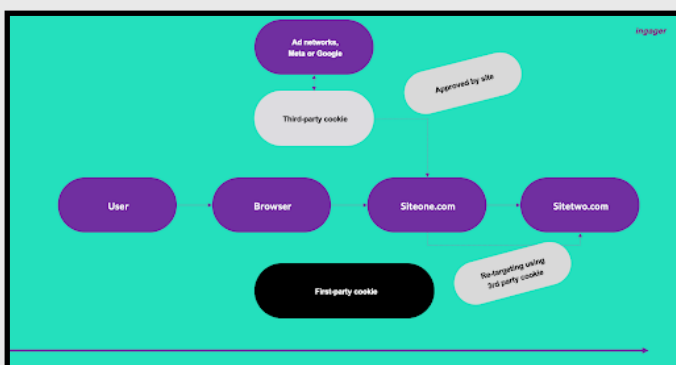 ingager
Ad networks,
Meta or Google
Approved by site
Third-party cookie
User
Browser
Siteone.com
Sitetwo.com
Re-targeting using
3rd party cookie
First-party cookie